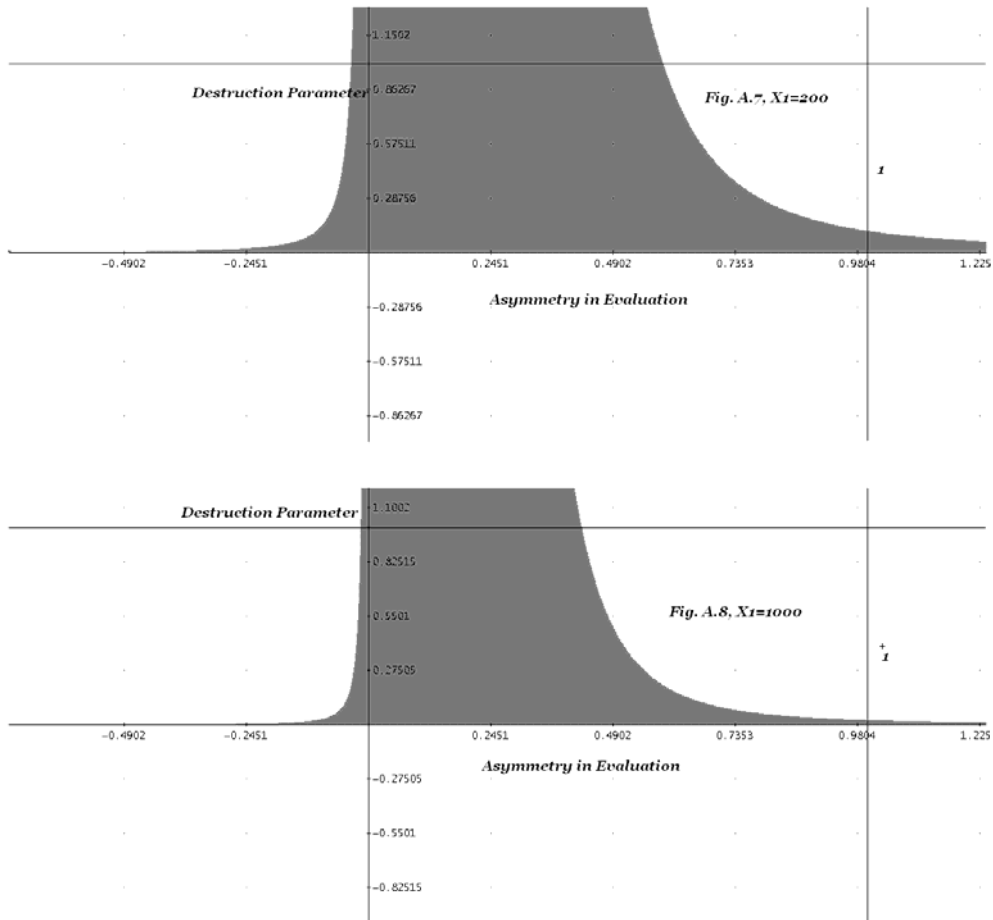 1.1502
Destruction Parameter
0.86267
Fig. A.7, X1=200
0.57511
1
0.28756
-0.4902 -0.2451 0.2451 0.4902 0.7353 0.9804 1.225
Asymmetry in Evaluation
-0.28756
-0.57511
-0.86267
1.1002
Destruction Parameter
0.82515
Fig. A.8, X1=1000
0.5501
1
0.27505
-0.4902 -0.2451 0.2451 0.4902 0.7353 0.9804 1.225
Asymmetry in Evaluation
-0.27505
-0.5501
-0.82515